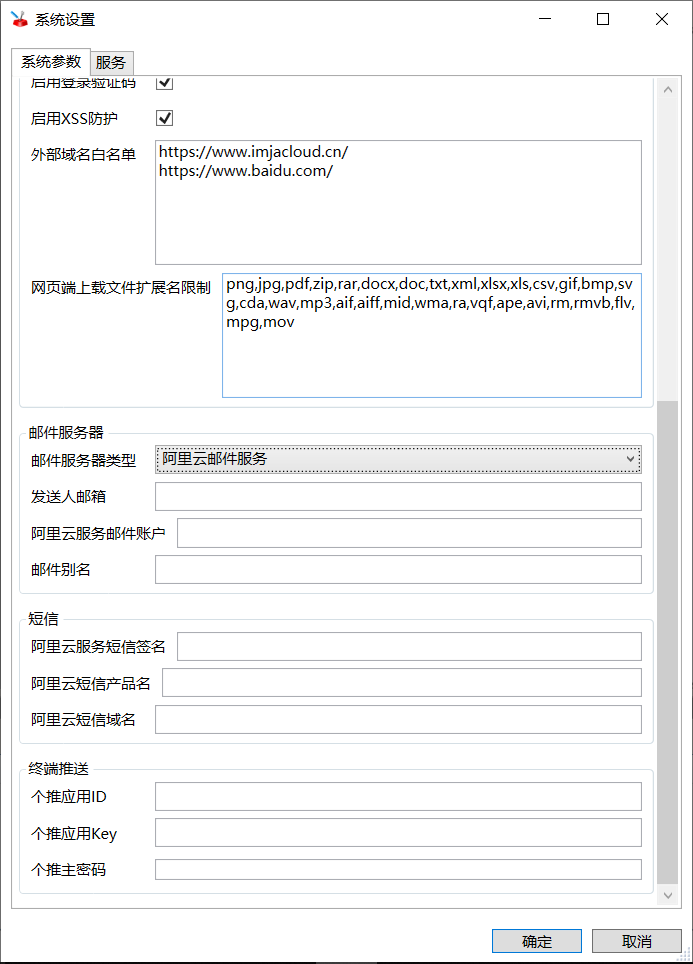 系统设置
系统参数 服务
启用登录验证码
启用XSS防护
外部域名白名单
https://www.imjacloud.cn/
https://www.baidu.com/
网页端上载文件扩展名限制
png,jpg,pdf,zip,rar,docx,doc,txt,xml,xlsx,xls,csv,gif,bmp,sv
g,cda,wav,mp3,aif,aiff,mid,wma,ra,vqf,ape,avi,rm,rmvb,flv,
mpg,mov
邮件服务器
邮件服务器类型 阿里云邮件服务
发送人邮箱
阿里云服务邮件账户
邮件别名
短信
阿里云服务短信签名
阿里云短信产品名
阿里云短信域名
终端推送
个推应用ID
个推应用Key
个推主密码
确定 取消